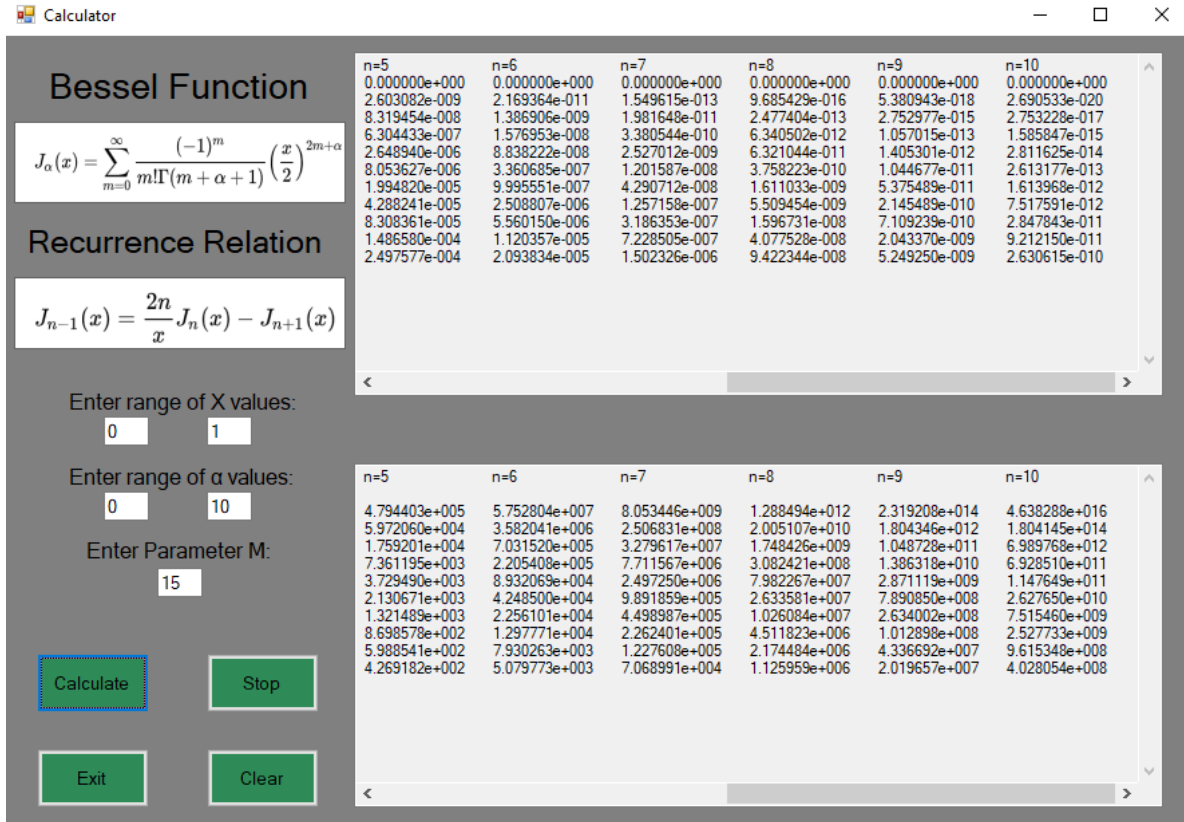 Calculator
Bessel Function
J_α(x) = ∑_{m=0}^{∞} (-1)^m / (m!Γ(m + α + 1)) (x/2)^{2m+α}
Recurrence Relation
J_{n-1}(x) = (2n/x) J_n(x) - J_{n+1}(x)
Enter range of X values:
0 1
Enter range of α values:
0 10
Enter Parameter M:
15
Calculate Stop
Exit Clear
n=5 n=6 n=7 n=8 n=9 n=10
0.000000e+000 0.000000e+000 0.000000e+000 0.000000e+000 0.000000e+000 0.000000e+000
2.603082e-009 2.169364e-011 1.549615e-013 9.685429e-016 5.380943e-018 2.690533e-020
8.319454e-008 1.386906e-009 1.981648e-011 2.477404e-013 2.752977e-015 2.753228e-017
6.304433e-007 1.576953e-008 3.380544e-010 6.340502e-012 1.057015e-013 1.585847e-015
2.648940e-006 8.838222e-008 2.527012e-009 6.321044e-011 1.405301e-012 2.811625e-014
8.053627e-006 3.360685e-007 1.201587e-008 3.758223e-010 1.044677e-011 2.613177e-013
1.994820e-005 9.995551e-007 4.290712e-008 1.611033e-009 5.375489e-011 1.613968e-012
4.288241e-005 2.508807e-006 1.257158e-007 5.509454e-009 2.145489e-010 7.517591e-012
8.308361e-005 5.560150e-006 3.186353e-007 1.596731e-008 7.109239e-010 2.847843e-011
1.486580e-004 1.120357e-005 7.228505e-007 4.077528e-008 2.043370e-009 9.212150e-011
2.497577e-004 2.093834e-005 1.502326e-006 9.422344e-008 5.249250e-009 2.630615e-010
n=5 n=6 n=7 n=8 n=9 n=10
4.794403e+005 5.752804e+007 8.053446e+009 1.288494e+012 2.319208e+014 4.638288e+016
5.972060e+004 3.582041e+006 2.506831e+008 2.005107e+010 1.804346e+012 1.804145e+014
1.759201e+004 7.031520e+005 3.279617e+007 1.748426e+009 1.048728e+011 6.989768e+012
7.361195e+003 2.205408e+005 7.711567e+006 3.082421e+008 1.386318e+010 6.928510e+011
3.729490e+003 8.932069e+004 2.497250e+006 7.982267e+007 2.871119e+009 1.147649e+011
2.130671e+003 4.248500e+004 9.891859e+005 2.633581e+007 7.890850e+008 2.627650e+010
1.321489e+003 2.256101e+004 4.498987e+005 1.026084e+007 2.634002e+008 7.515460e+009
8.698578e+002 1.297771e+004 2.262401e+005 4.511823e+006 1.012898e+008 2.527733e+009
5.988541e+002 7.930263e+003 1.227608e+005 2.174484e+006 4.336692e+007 9.615348e+008
4.269182e+002 5.079773e+003 7.068991e+004 1.125959e+006 2.019657e+007 4.028054e+008